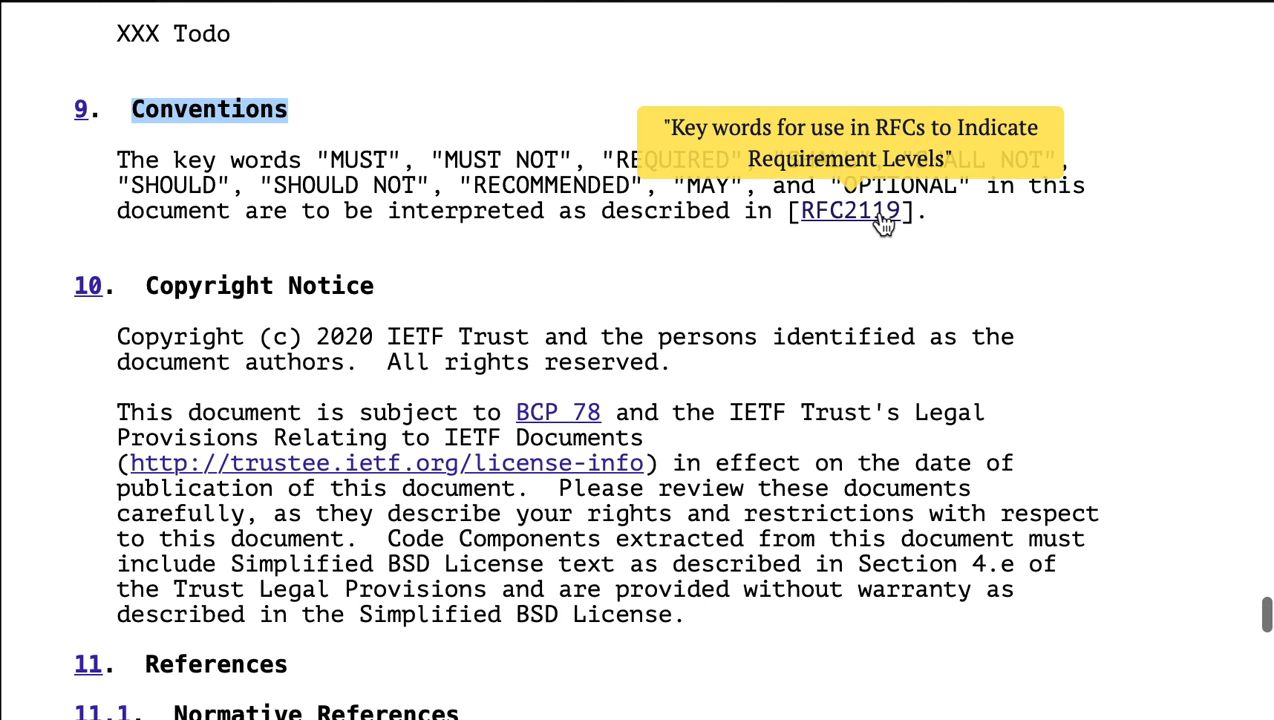 XXX Todo
9. Conventions
"Key words for use in RFCs to Indicate
Requirement Levels"
The key words "MUST", "MUST NOT", "REQUIRED", "SHALL", "SHALL NOT",
"SHOULD", "SHOULD NOT", "RECOMMENDED", "MAY", and "OPTIONAL" in this
document are to be interpreted as described in [RFC2119].
10. Copyright Notice
Copyright (c) 2020 IETF Trust and the persons identified as the
document authors. All rights reserved.
This document is subject to BCP 78 and the IETF Trust's Legal
Provisions Relating to IETF Documents
(http://trustee.ietf.org/license-info) in effect on the date of
publication of this document. Please review these documents
carefully, as they describe your rights and restrictions with respect
to this document. Code Components extracted from this document must
include Simplified BSD License text as described in Section 4.e of
the Trust Legal Provisions and are provided without warranty as
described in the Simplified BSD License.
11. References
11.1. Normative References